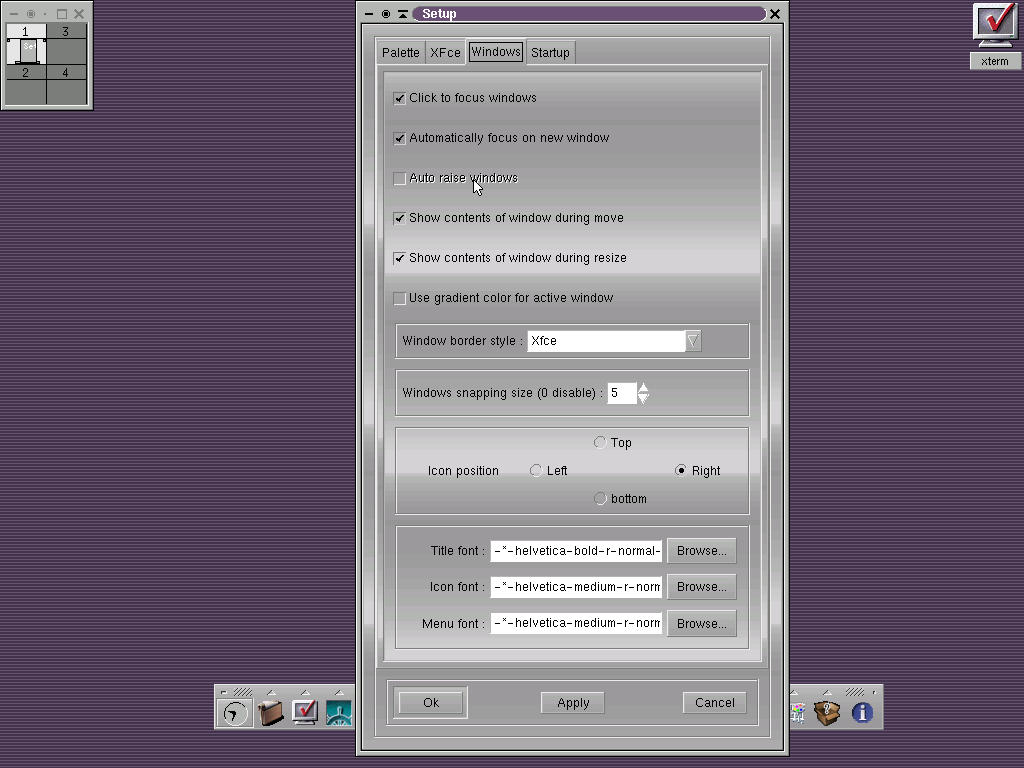 Setup
1 3
Set
2 4
xterm
Palette XFce Windows Startup
Click to focus windows
Automatically focus on new window
Auto raise windows
Show contents of window during move
Show contents of window during resize
Use gradient color for active window
Window border style : Xfce
Windows snapping size (0 disable) : 5
Top
Icon position Left Right
bottom
Title font : -*-helvetica-bold-r-normal- Browse...
Icon font : -*-helvetica-medium-r-norm Browse...
Menu font : -*-helvetica-medium-r-norm Browse...
Ok Apply Cancel